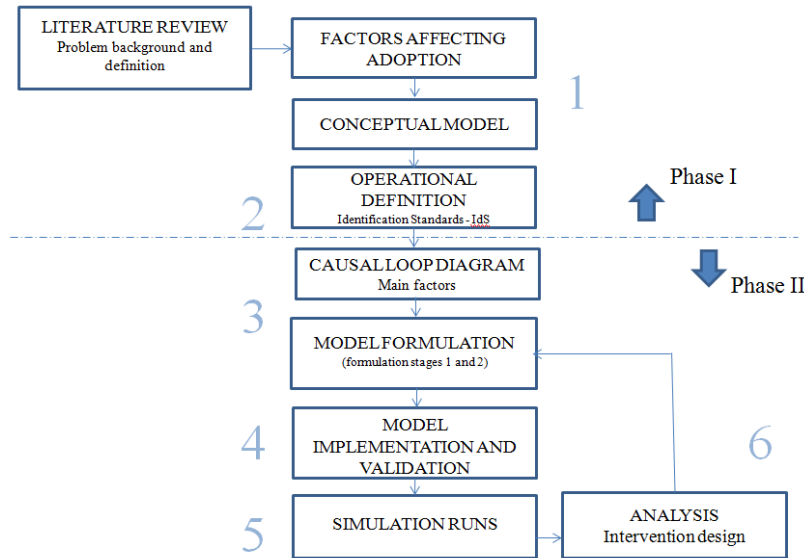 LITERATURE REVIEW
Problem background and
definition
FACTORS AFFECTING
ADOPTION
1
CONCEPTUAL MODEL
OPERATIONAL
DEFINITION
Identification Standards - IdS
2
Phase I
CAUSAL LOOP DIAGRAM
Main factors
Phase II
3
MODEL FORMULATION
(formulation stages 1 and 2)
4
MODEL
IMPLEMENTATION AND
VALIDATION
6
5
SIMULATION RUNS
ANALYSIS
Intervention design